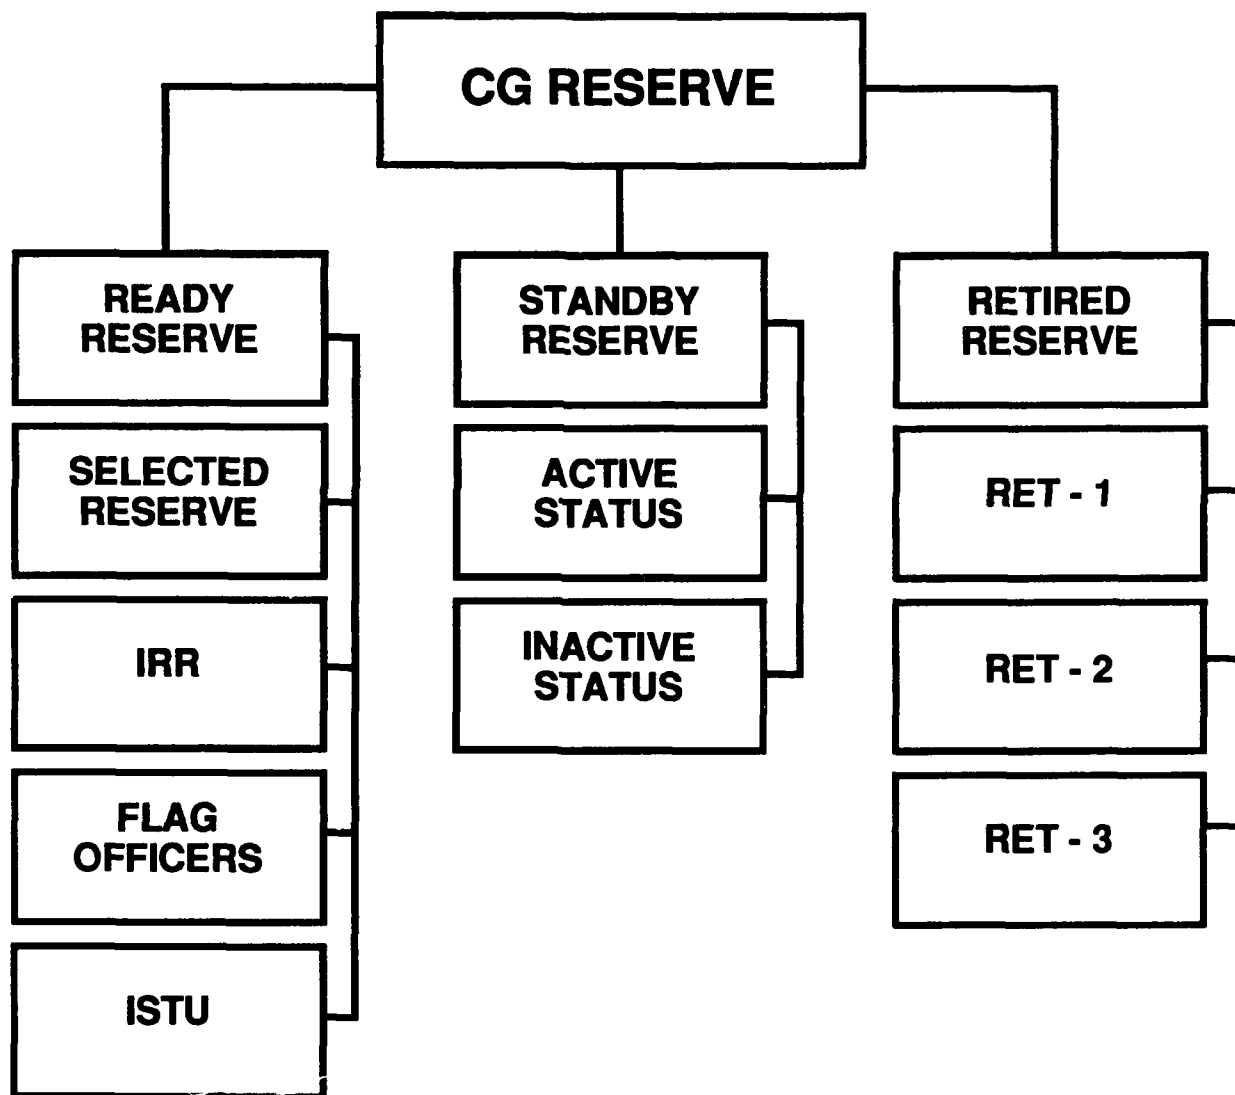 CG RESERVE
READY
RESERVE
SELECTED
RESERVE
IRR
FLAG
OFFICERS
ISTU
STANDBY
RESERVE
ACTIVE
STATUS
INACTIVE
STATUS
RETIRED
RESERVE
RET - 1
RET - 2
RET - 3